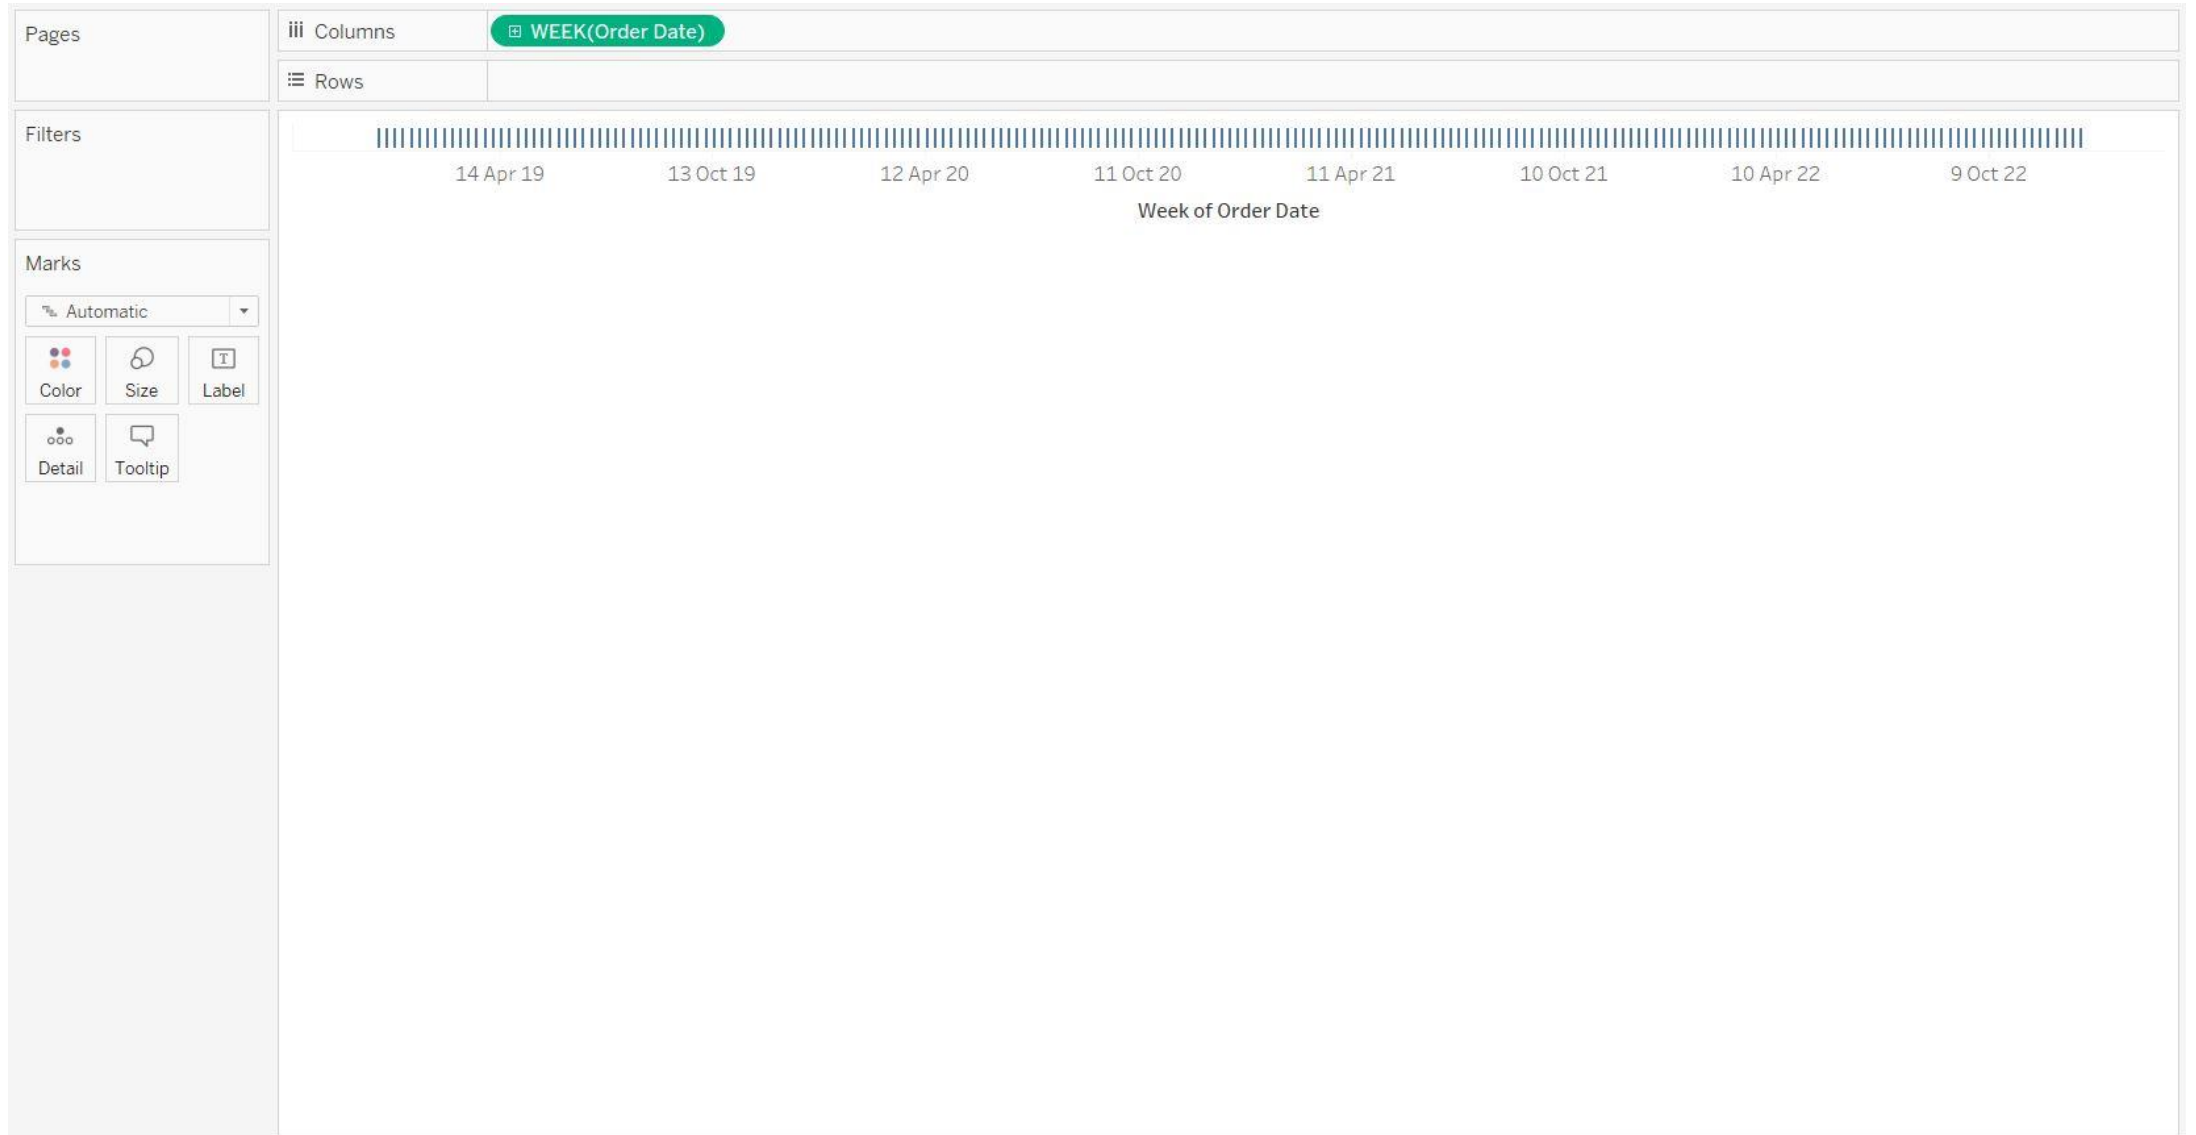 Pages
Columns
WEEK(Order Date)
Rows
Filters
14 Apr 19 13 Oct 19 12 Apr 20 11 Oct 20 11 Apr 21 10 Oct 21 10 Apr 22 9 Oct 22
Week of Order Date
Marks
Automatic
T
Color Size Label
Detail Tooltip